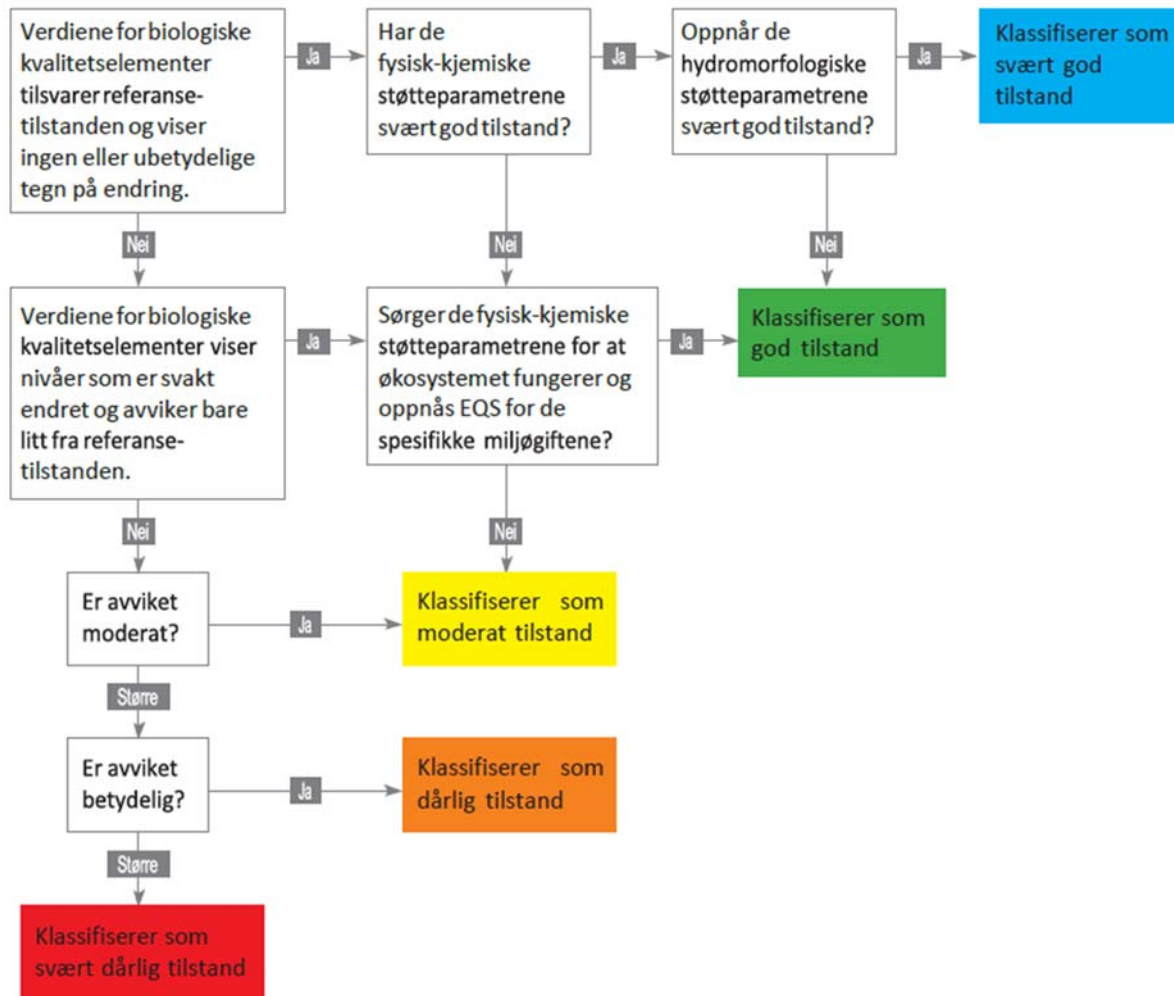 Verdiene for biologiske
kvalitetselementer
tilsvarer referanse-
tilstanden og viser
ingen eller ubetydelige
tegn på endring.
Ja
Har de
fysisk-kjemiske
støtteparametrene
svært god tilstand?
Ja
Oppnår de
hydromorfologiske
støtteparametrene
svært god tilstand?
Ja
Klassifiserer som
svært god
tilstand
Nei
Nei
Nei
Verdiene for biologiske
kvalitetselementer viser
nivåer som er svakt
endret og avviker bare
litt fra referanse-
tilstanden.
Ja
Sørger de fysisk-kjemiske
støtteparametrene for at
økosystemet fungerer og
oppnås EQS for de
spesifikke miljøgiftene?
Ja
Klassifiserer som
god tilstand
Nei
Nei
Er avviket
moderat?
Ja
Klassifiserer som
moderat tilstand
Større
Er avviket
betydelig?
Ja
Klassifiserer som
dårlig tilstand
Større
Klassifiserer som
svært dårlig tilstand